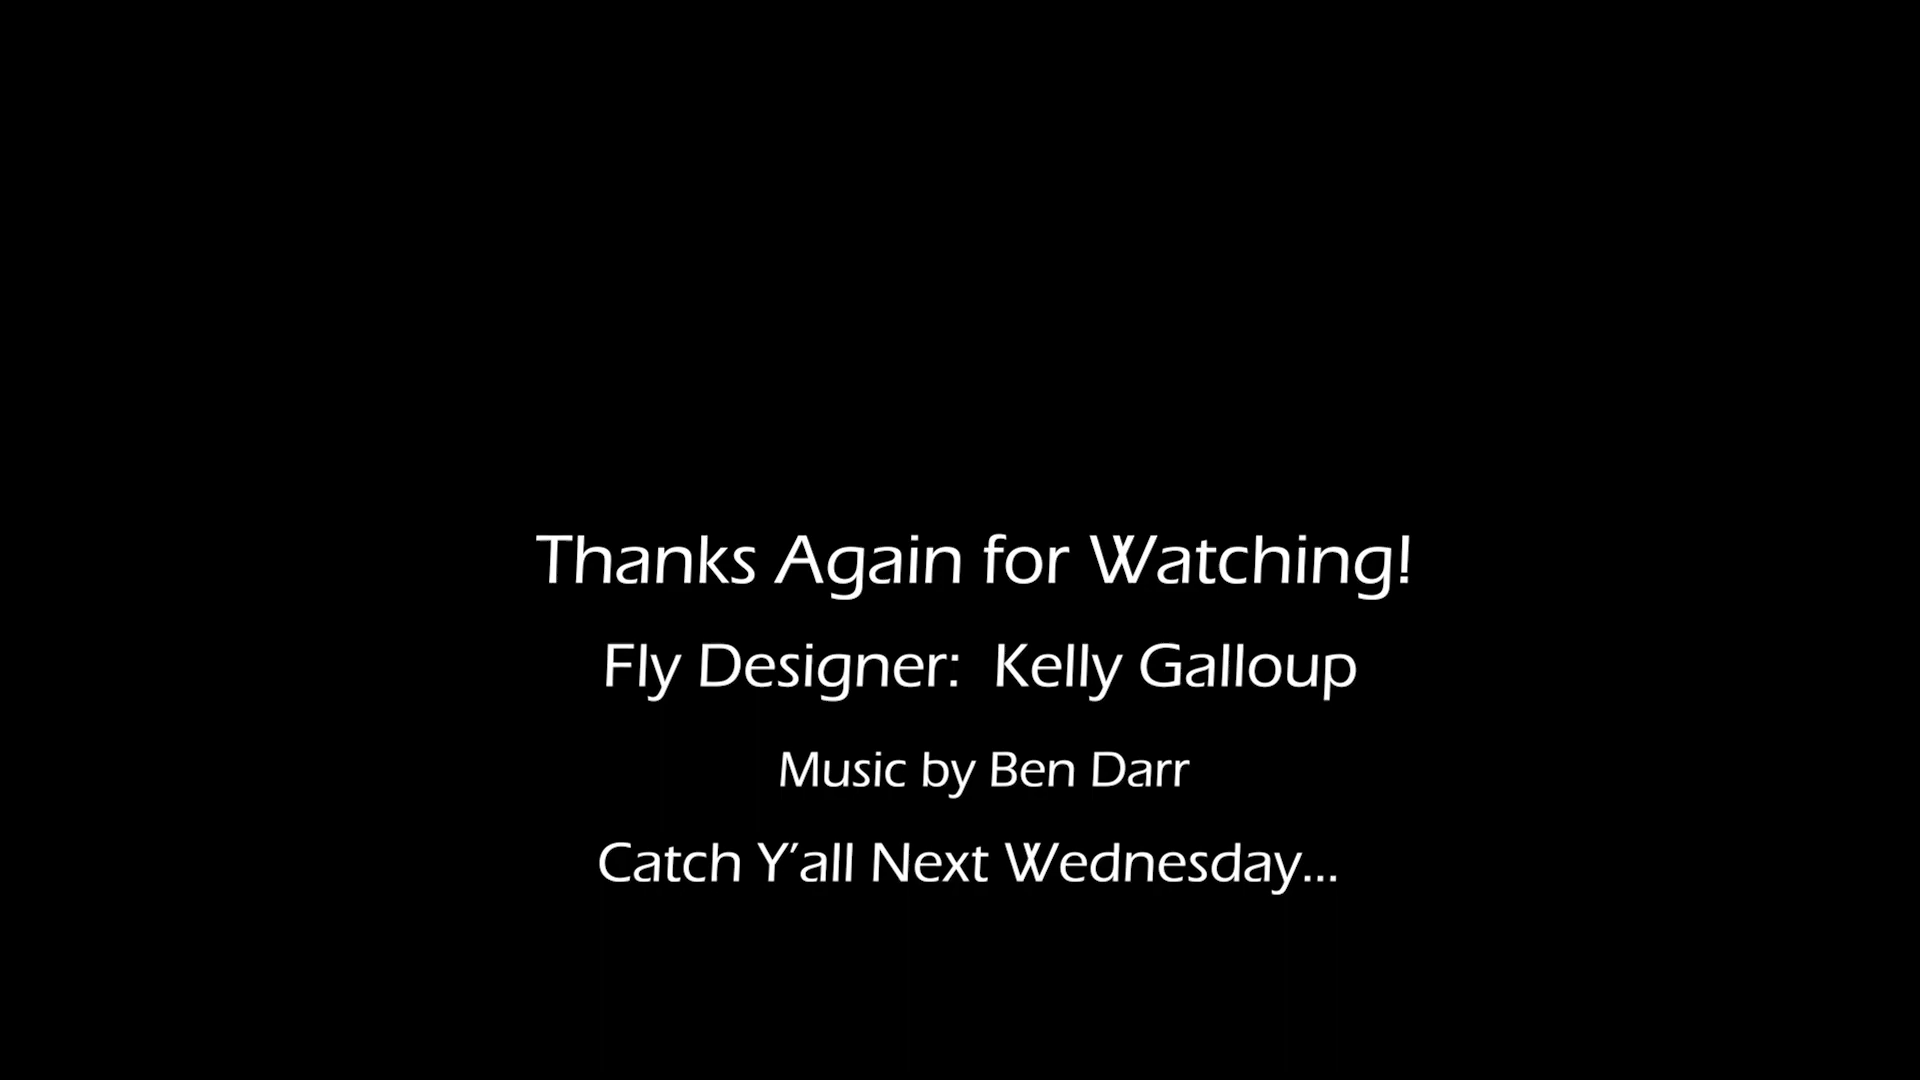 Thanks Again for Watching!
Fly Designer:  Kelly Galloup
Music by Ben Darr
Catch Y’all Next Wednesday...